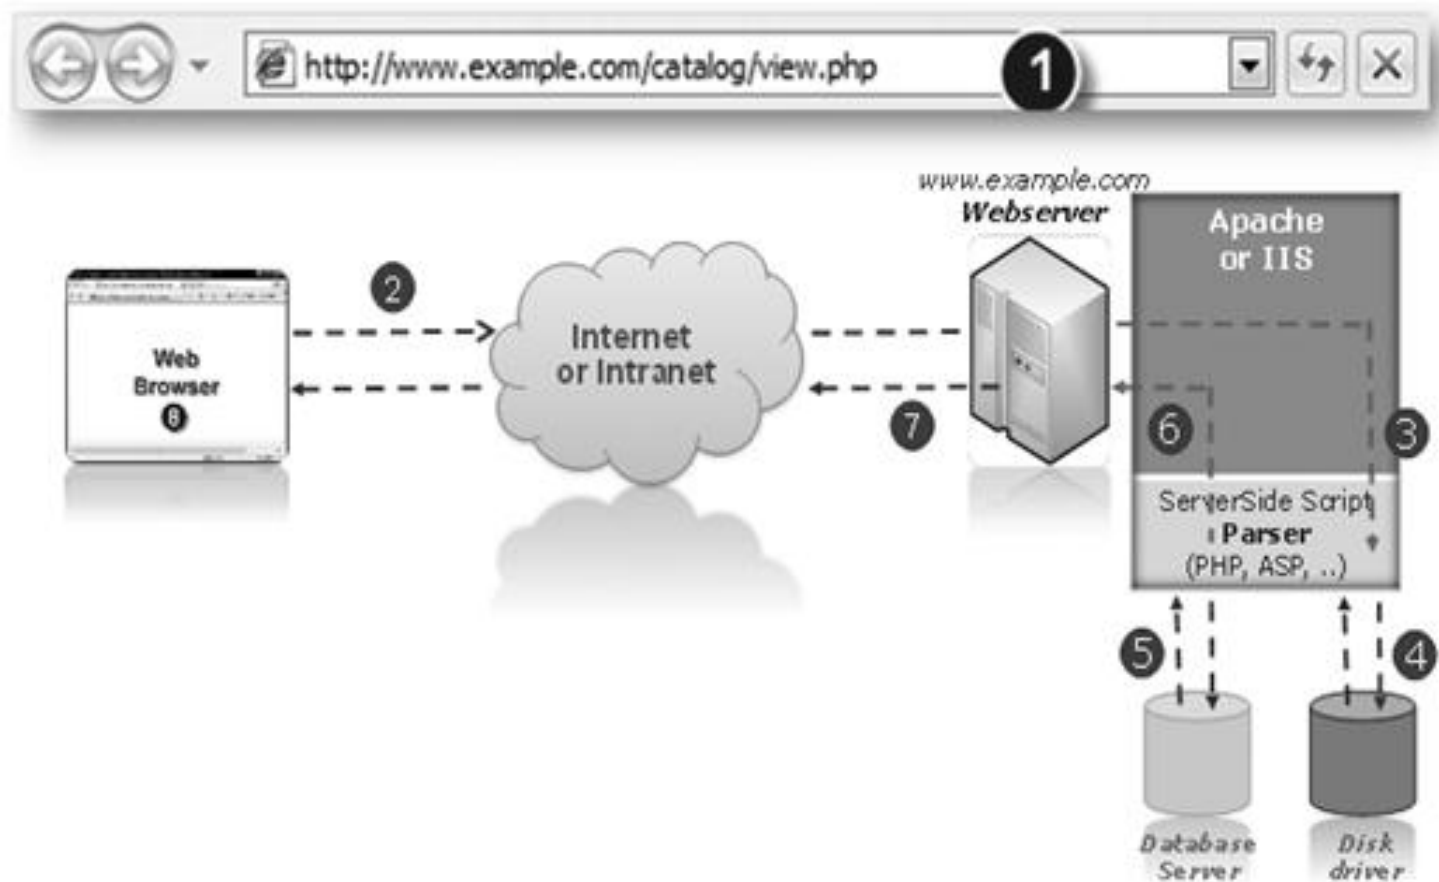 http://www.example.com/catalog/view.php
1
www.example.com
Webserver
Apache
or IIS
2
Internet
or Intranet
Web
Browser
8
7
6
3
ServerSide Script
Parser
(PHP, ASP, ..)
5
4
Database
Server
Disk
driver